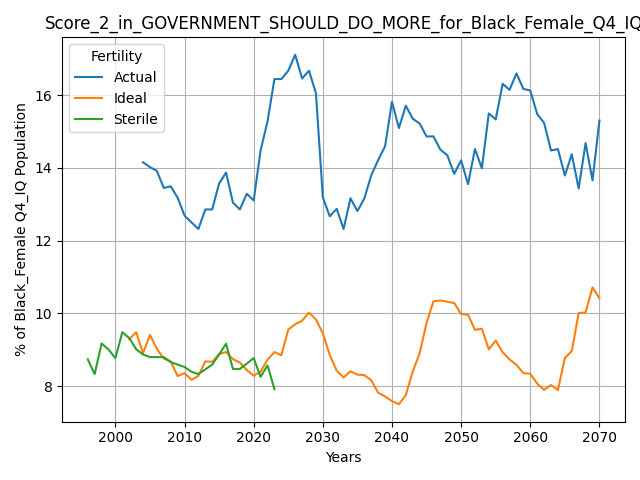 Score_2_in_GOVERNMENT_SHOULD_DO_MORE_for_Black_Female_Q4_IQ
Fertility
Actual
Ideal
Sterile
% of Black_Female Q4_IQ Population
16
14
12
10
8
2000 2010 2020 2030 2040 2050 2060 2070
Years